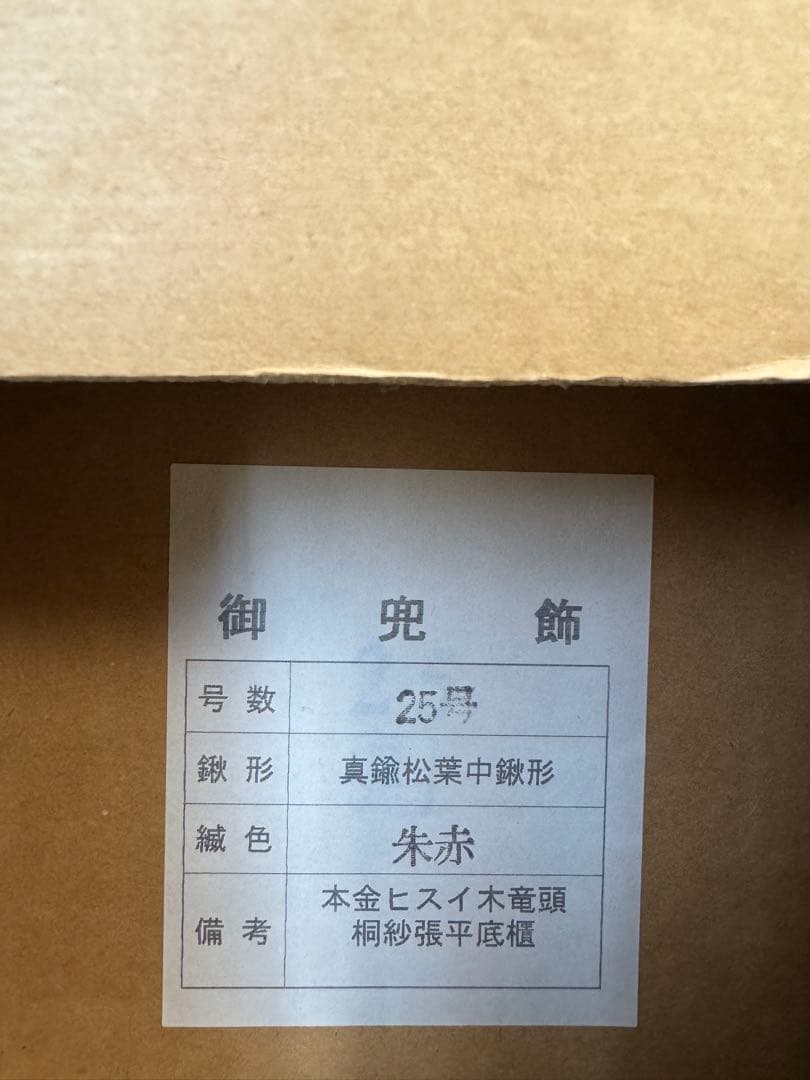 御 兜 飾
号数 25号
鍬形 真鍮松葉中鍬形
縅色 朱赤
備考 本金ヒスイ木竜頭
桐紗張平底櫃